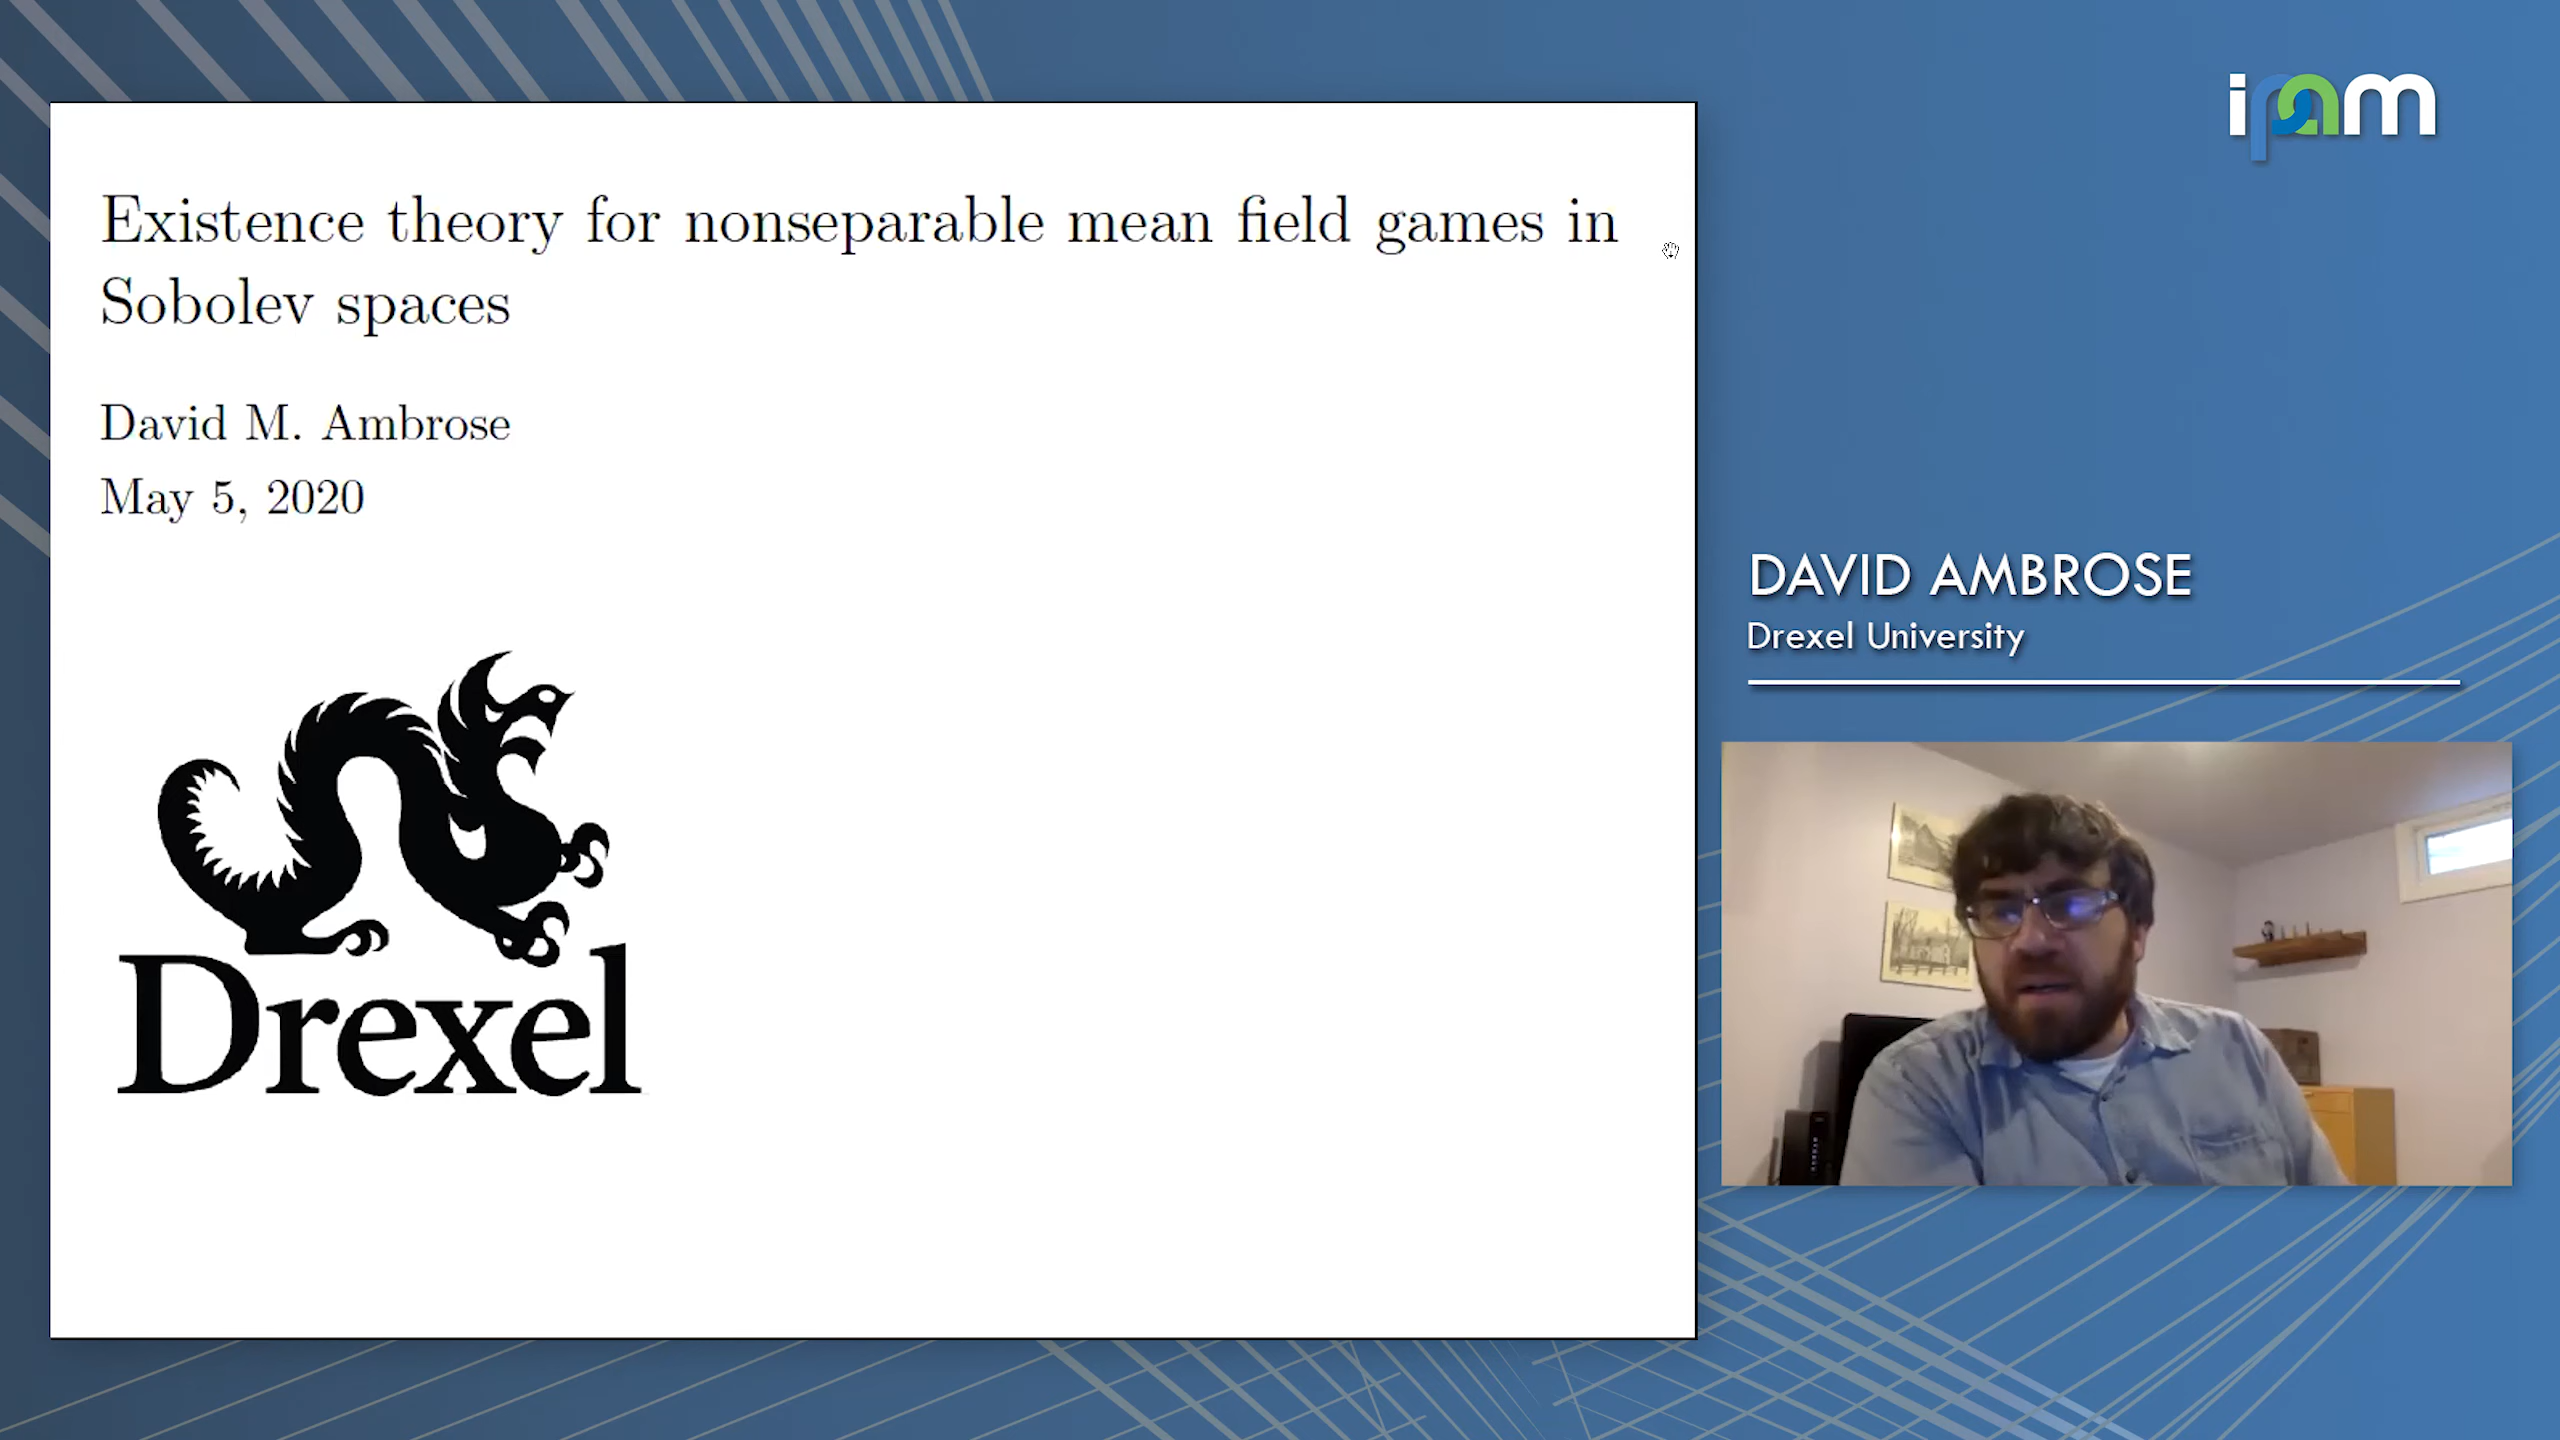 ipam
Existence theory for nonseparable mean field games in
Sobolev spaces
David M. Ambrose
May 5, 2020
Drexel
DAVID AMBROSE
Drexel University